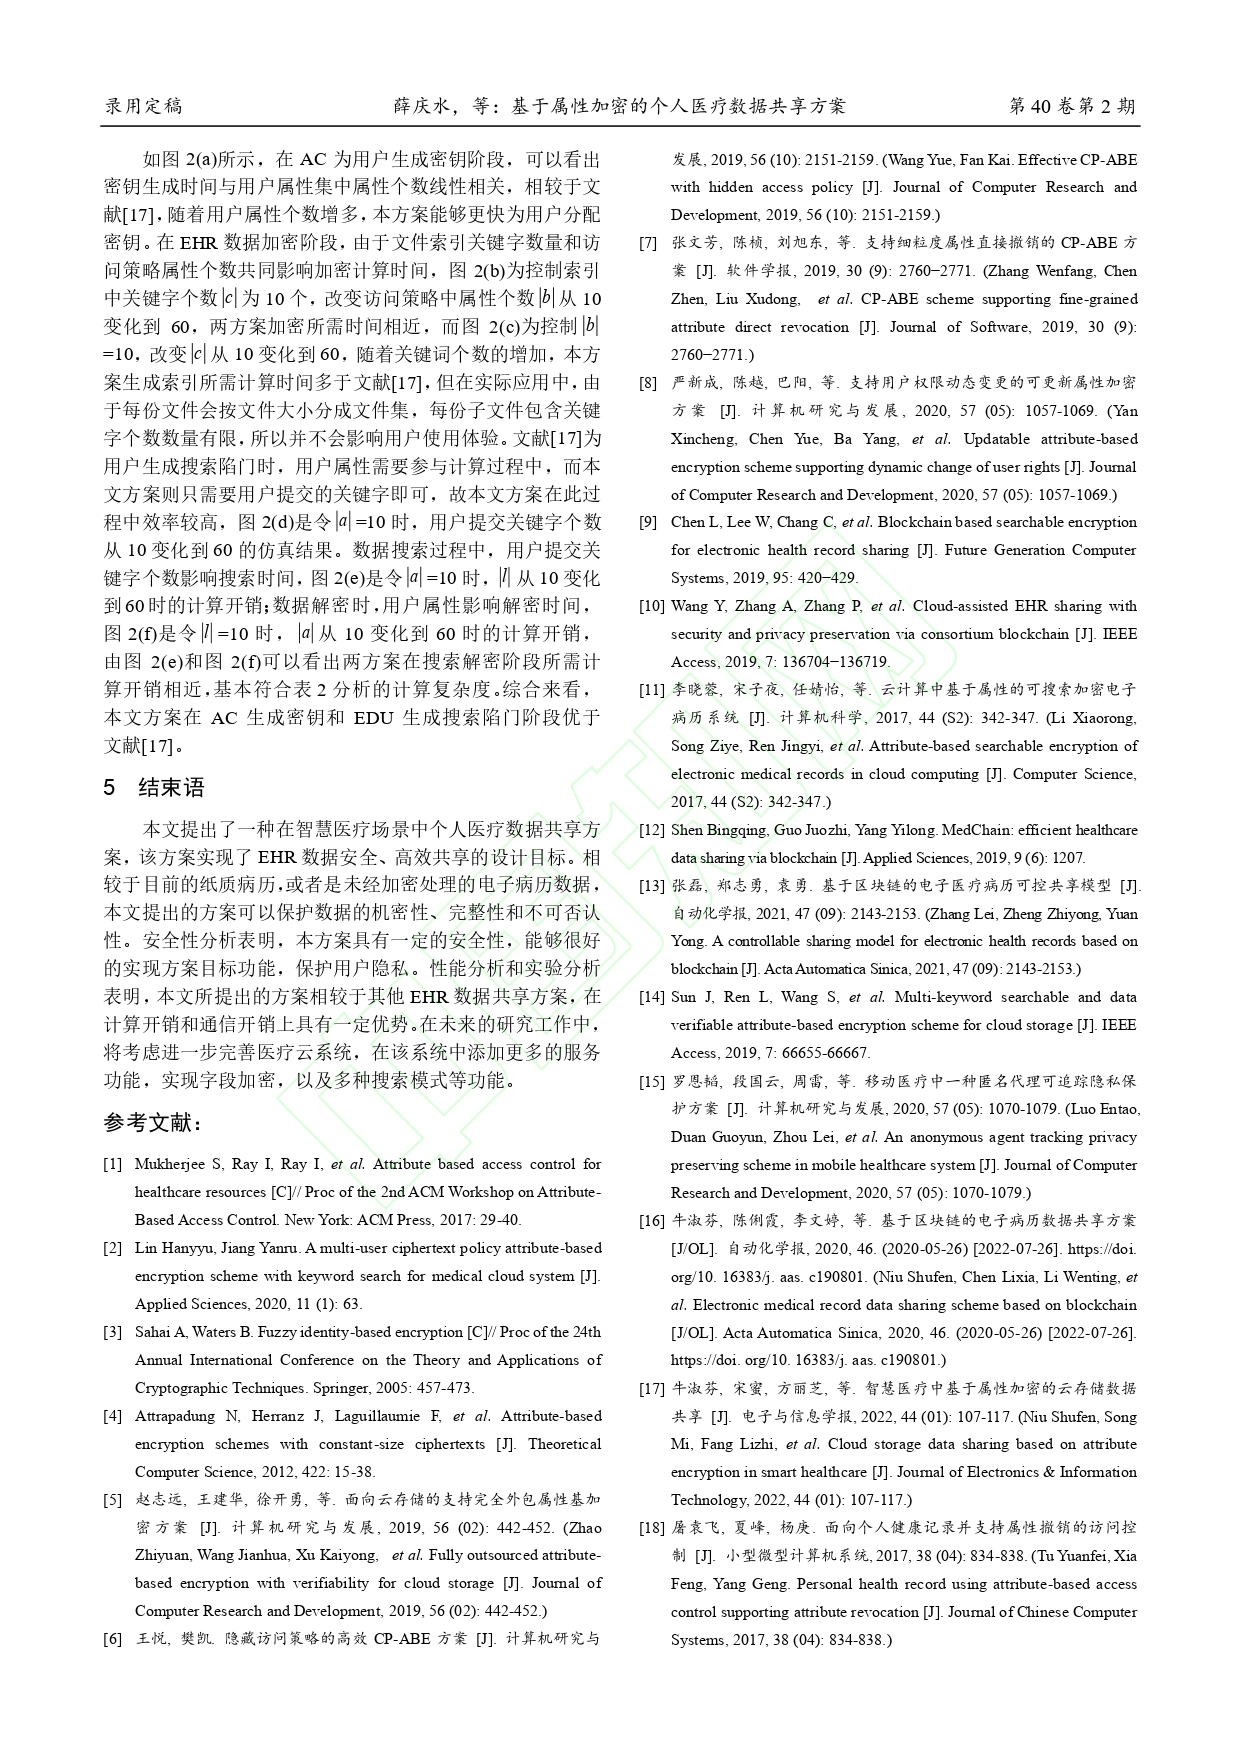 录用定稿 薛庆水，等：基于属性加密的个人医疗数据共享方案 第 40 卷第 2 期
如图 2(a)所示，在 AC 为用户生成密钥阶段，可以看出
密钥生成时间与用户属性集中属性个数线性相关，相较于文
献[17]，随着用户属性个数增多，本方案能够更快为用户分配
密钥。在 EHR 数据加密阶段，由于文件索引关键字数量和访
问策略属性个数共同影响加密计算时间，图 2(b)为控制索引
中关键字个数|c|为 10 个，改变访问策略中属性个数|b|从 10
变化到 60，两方案加密所需时间相近，而图 2(c)为控制|b|
=10，改变|c|从 10 变化到 60，随着关键词个数的增加，本方
案生成索引所需计算时间多于文献[17]，但在实际应用中，由
于每份文件会按文件大小分成文件集，每份子文件包含关键
字个数数量有限，所以并不会影响用户使用体验。文献[17]为
用户生成搜索陷门时，用户属性需要参与计算过程中，而本
文方案则只需要用户提交的关键字即可，故本文方案在此过
程中效率较高，图 2(d)是令|a|=10 时，用户提交关键字个数
从 10 变化到 60 的仿真结果。数据搜索过程中，用户提交关
键字个数影响搜索时间，图 2(e)是令|a|=10 时，|l|从 10 变化
到 60 时的计算开销；数据解密时，用户属性影响解密时间，
图 2(f)是令|l|=10 时，|a|从 10 变化到 60 时的计算开销，
由图 2(e)和图 2(f)可以看出两方案在搜索解密阶段所需计
算开销相近，基本符合表 2 分析的计算复杂度。综合来看，
本文方案在 AC 生成密钥和 EDU 生成搜索陷门阶段优于
文献[17]。
5 结束语
本文提出了一种在智慧医疗场景中个人医疗数据共享方
案，该方案实现了 EHR 数据安全、高效共享的设计目标。相
较于目前的纸质病历，或者是未经加密处理的电子病历数据，
本文提出的方案可以保护数据的机密性、完整性和不可否认
性。安全性分析表明，本方案具有一定的安全性，能够很好
的实现方案目标功能，保护用户隐私。性能分析和实验分析
表明，本文所提出的方案相较于其他 EHR 数据共享方案，在
计算开销和通信开销上具有一定优势。在未来的研究工作中，
将考虑进一步完善医疗云系统，在该系统中添加更多的服务
功能，实现字段加密，以及多种搜索模式等功能。
参考文献：
[1] Mukherjee S, Ray I, Ray I, et al. Attribute based access control for
healthcare resources [C]// Proc of the 2nd ACM Workshop on Attribute-
Based Access Control. New York: ACM Press, 2017: 29-40.
[2] Lin Hanyyu, Jiang Yanru. A multi-user ciphertext policy attribute-based
encryption scheme with keyword search for medical cloud system [J].
Applied Sciences, 2020, 11 (1): 63.
[3] Sahai A, Waters B. Fuzzy identity-based encryption [C]// Proc of the 24th
Annual International Conference on the Theory and Applications of
Cryptographic Techniques. Springer, 2005: 457-473.
[4] Attrapadung N, Herranz J, Laguillaumie F, et al. Attribute-based
encryption schemes with constant-size ciphertexts [J]. Theoretical
Computer Science, 2012, 422: 15-38.
[5] 赵志远, 王建华, 徐开勇, 等. 面向云存储的支持完全外包属性基加
密方案 [J]. 计算机研究与发展, 2019, 56 (02): 442-452. (Zhao
Zhiyuan, Wang Jianhua, Xu Kaiyong, et al. Fully outsourced attribute-
based encryption with verifiability for cloud storage [J]. Journal of
Computer Research and Development, 2019, 56 (02): 442-452.)
[6] 王悦, 樊凯. 隐藏访问策略的高效 CP-ABE 方案 [J]. 计算机研究与
发展, 2019, 56 (10): 2151-2159. (Wang Yue, Fan Kai. Effective CP-ABE
with hidden access policy [J]. Journal of Computer Research and
Development, 2019, 56 (10): 2151-2159.)
[7] 张文芳, 陈桢, 刘旭东, 等. 支持细粒度属性直接撤销的 CP-ABE 方
案 [J]. 软件学报, 2019, 30 (9): 2760−2771. (Zhang Wenfang, Chen
Zhen, Liu Xudong, et al. CP-ABE scheme supporting fine-grained
attribute direct revocation [J]. Journal of Software, 2019, 30 (9):
2760−2771.)
[8] 严新成, 陈越, 巴阳, 等. 支持用户权限动态变更的可更新属性加密
方案 [J]. 计算机研究与发展, 2020, 57 (05): 1057-1069. (Yan
Xincheng, Chen Yue, Ba Yang, et al. Updatable attribute-based
encryption scheme supporting dynamic change of user rights [J]. Journal
of Computer Research and Development, 2020, 57 (05): 1057-1069.)
[9] Chen L, Lee W, Chang C, et al. Blockchain based searchable encryption
for electronic health record sharing [J]. Future Generation Computer
Systems, 2019, 95: 420−429.
[10] Wang Y, Zhang A, Zhang P, et al. Cloud-assisted EHR sharing with
security and privacy preservation via consortium blockchain [J]. IEEE
Access, 2019, 7: 136704−136719.
[11] 李晓蓉, 宋子夜, 任婧怡, 等. 云计算中基于属性的可搜索加密电子
病历系统 [J]. 计算机科学, 2017, 44 (S2): 342-347. (Li Xiaorong,
Song Ziye, Ren Jingyi, et al. Attribute-based searchable encryption of
electronic medical records in cloud computing [J]. Computer Science,
2017, 44 (S2): 342-347.)
[12] Shen Bingqing, Guo Juozhi, Yang Yilong. MedChain: efficient healthcare
data sharing via blockchain [J]. Applied Sciences, 2019, 9 (6): 1207.
[13] 张磊, 郑志勇, 袁勇. 基于区块链的电子医疗病历可控共享模型 [J].
自动化学报, 2021, 47 (09): 2143-2153. (Zhang Lei, Zheng Zhiyong, Yuan
Yong. A controllable sharing model for electronic health records based on
blockchain [J]. Acta Automatica Sinica, 2021, 47 (09): 2143-2153.)
[14] Sun J, Ren L, Wang S, et al. Multi-keyword searchable and data
verifiable attribute-based encryption scheme for cloud storage [J]. IEEE
Access, 2019, 7: 66655-66667.
[15] 罗恩韬, 段国云, 周雷, 等. 移动医疗中一种匿名代理可追踪隐私保
护方案 [J]. 计算机研究与发展, 2020, 57 (05): 1070-1079. (Luo Entao,
Duan Guoyun, Zhou Lei, et al. An anonymous agent tracking privacy
preserving scheme in mobile healthcare system [J]. Journal of Computer
Research and Development, 2020, 57 (05): 1070-1079.)
[16] 牛淑芬, 陈俐霞, 李文婷, 等. 基于区块链的电子病历数据共享方案
[J/OL]. 自动化学报, 2020, 46. (2020-05-26) [2022-07-26]. https://doi.
org/10. 16383/j. aas. c190801. (Niu Shufen, Chen Lixia, Li Wenting, et
al. Electronic medical record data sharing scheme based on blockchain
[J/OL]. Acta Automatica Sinica, 2020, 46. (2020-05-26) [2022-07-26].
https://doi. org/10. 16383/j. aas. c190801.)
[17] 牛淑芬, 宋蜜, 方丽芝, 等. 智慧医疗中基于属性加密的云存储数据
共享 [J]. 电子与信息学报, 2022, 44 (01): 107-117. (Niu Shufen, Song
Mi, Fang Lizhi, et al. Cloud storage data sharing based on attribute
encryption in smart healthcare [J]. Journal of Electronics & Information
Technology, 2022, 44 (01): 107-117.)
[18] 屠袁飞, 夏峰, 杨庚. 面向个人健康记录并支持属性撤销的访问控
制 [J]. 小型微型计算机系统, 2017, 38 (04): 834-838. (Tu Yuanfei, Xia
Feng, Yang Geng. Personal health record using attribute-based access
control supporting attribute revocation [J]. Journal of Chinese Computer
Systems, 2017, 38 (04): 834-838.)
中国知网